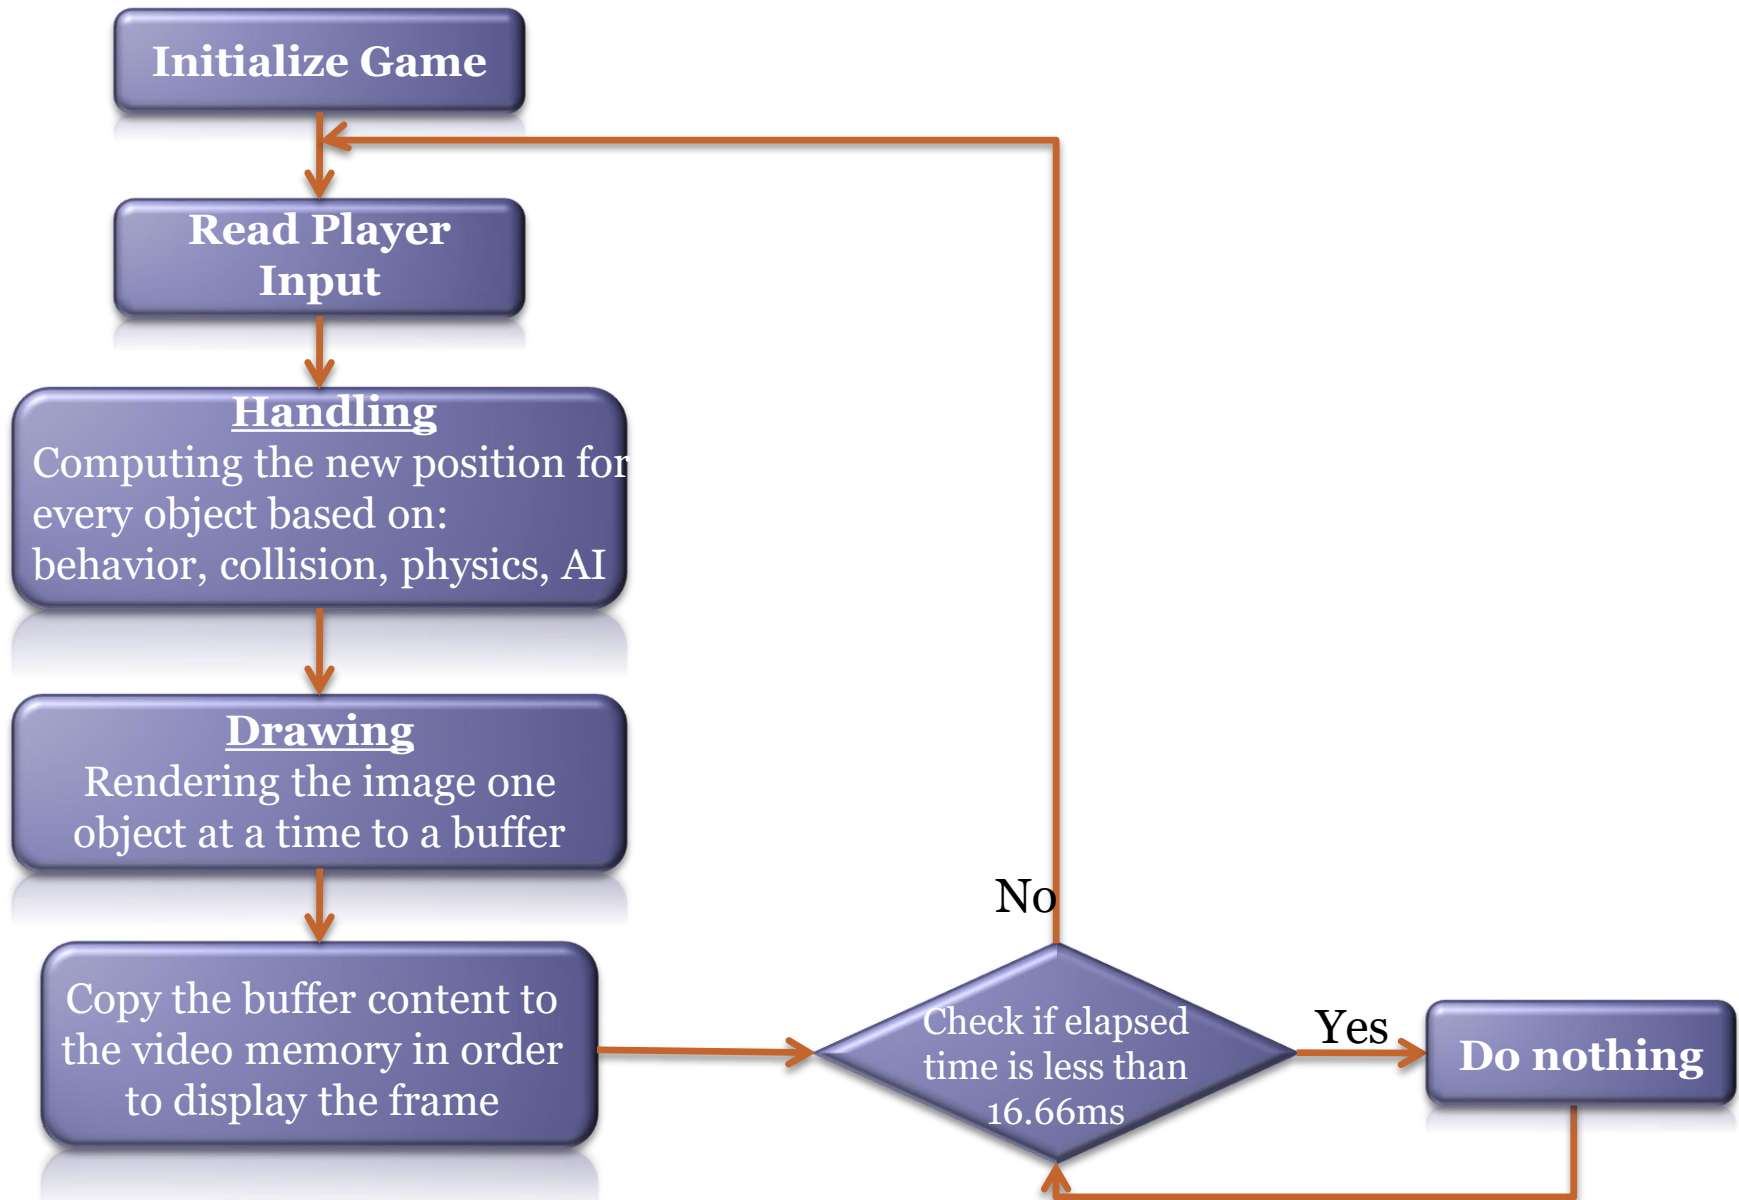 Initialize Game
Read Player
Input
Handling
Computing the new position for
every object based on:
behavior, collision, physics, AI
Drawing
Rendering the image one
object at a time to a buffer
Copy the buffer content to
the video memory in order
to display the frame
No
Check if elapsed
time is less than
16.66ms
Yes
Do nothing